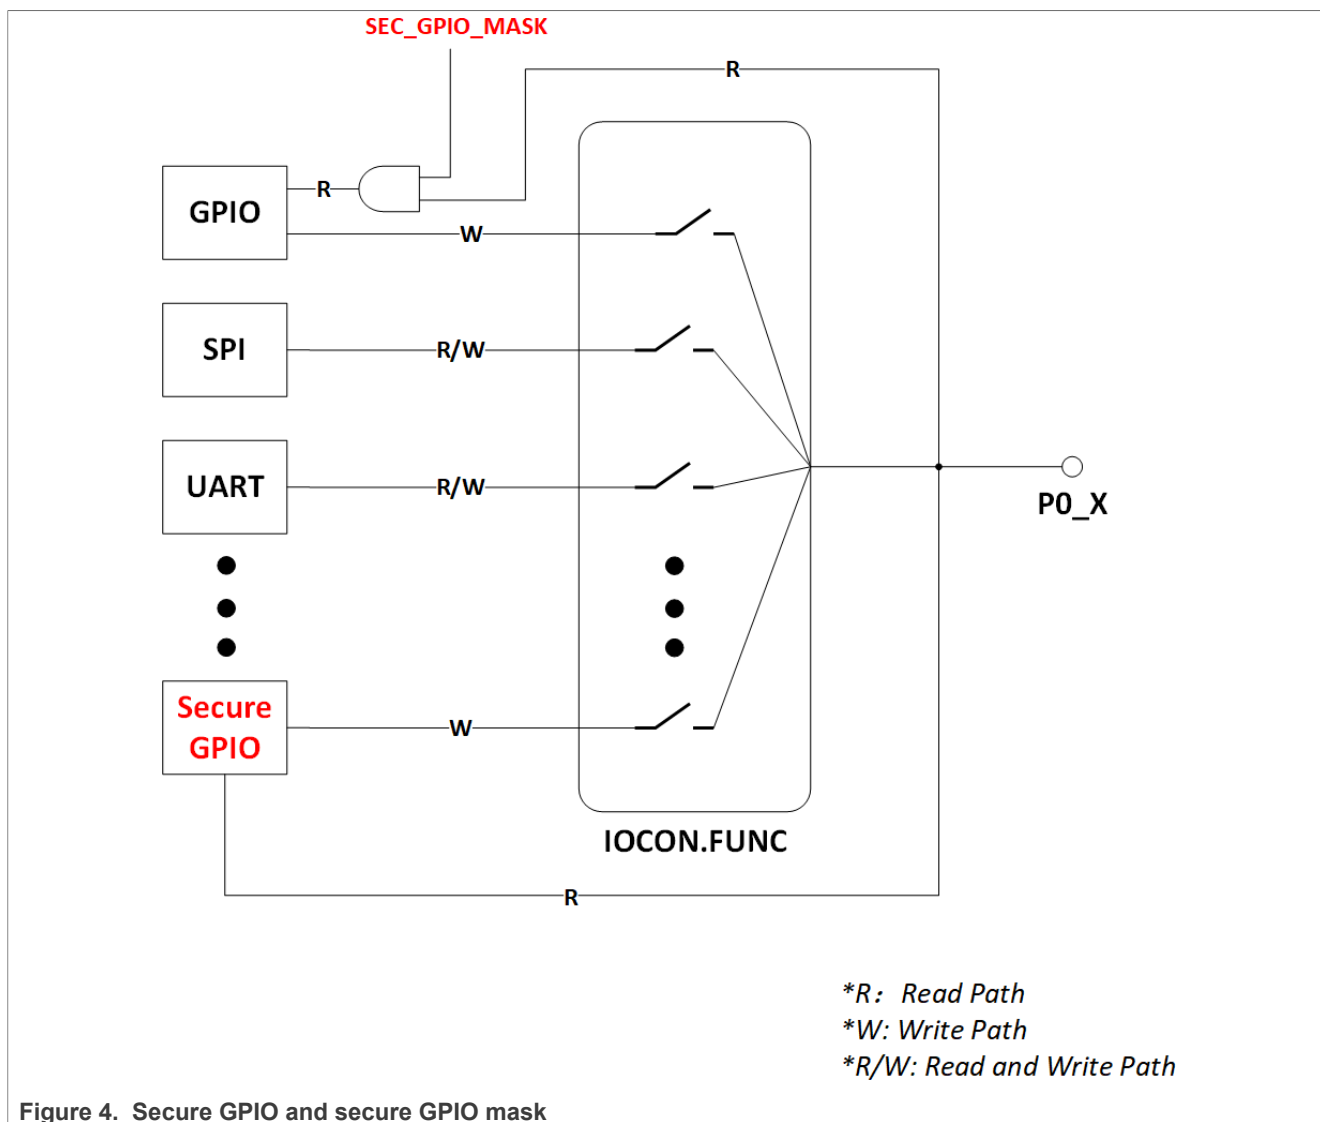 SEC_GPIO_MASK
R
R
GPIO
W
SPI
R/W
UART
R/W
P0_X
Secure
GPIO
W
IOCON.FUNC
R
*R： Read Path
*W: Write Path
*R/W: Read and Write Path
Figure 4. Secure GPIO and secure GPIO mask